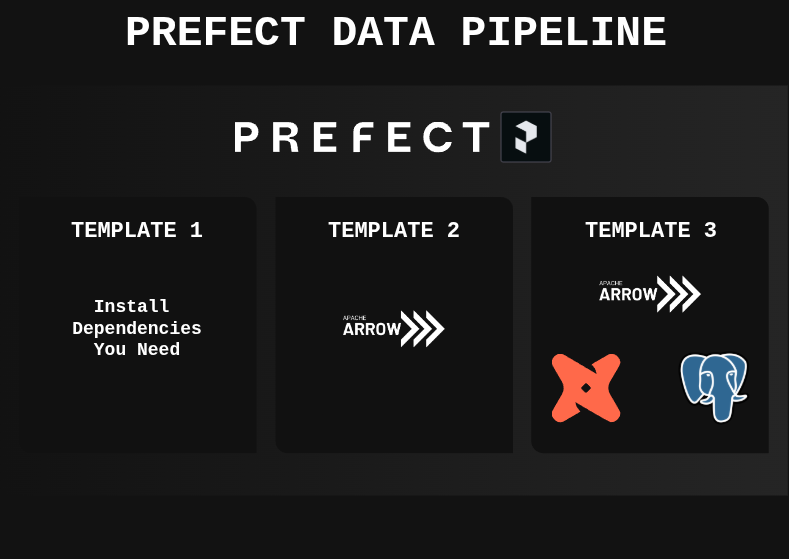 PREFECT DATA PIPELINE
PREFECT
TEMPLATE 1
Install
Dependencies
You Need
TEMPLATE 2
APACHE
ARROW
TEMPLATE 3
APACHE
ARROW